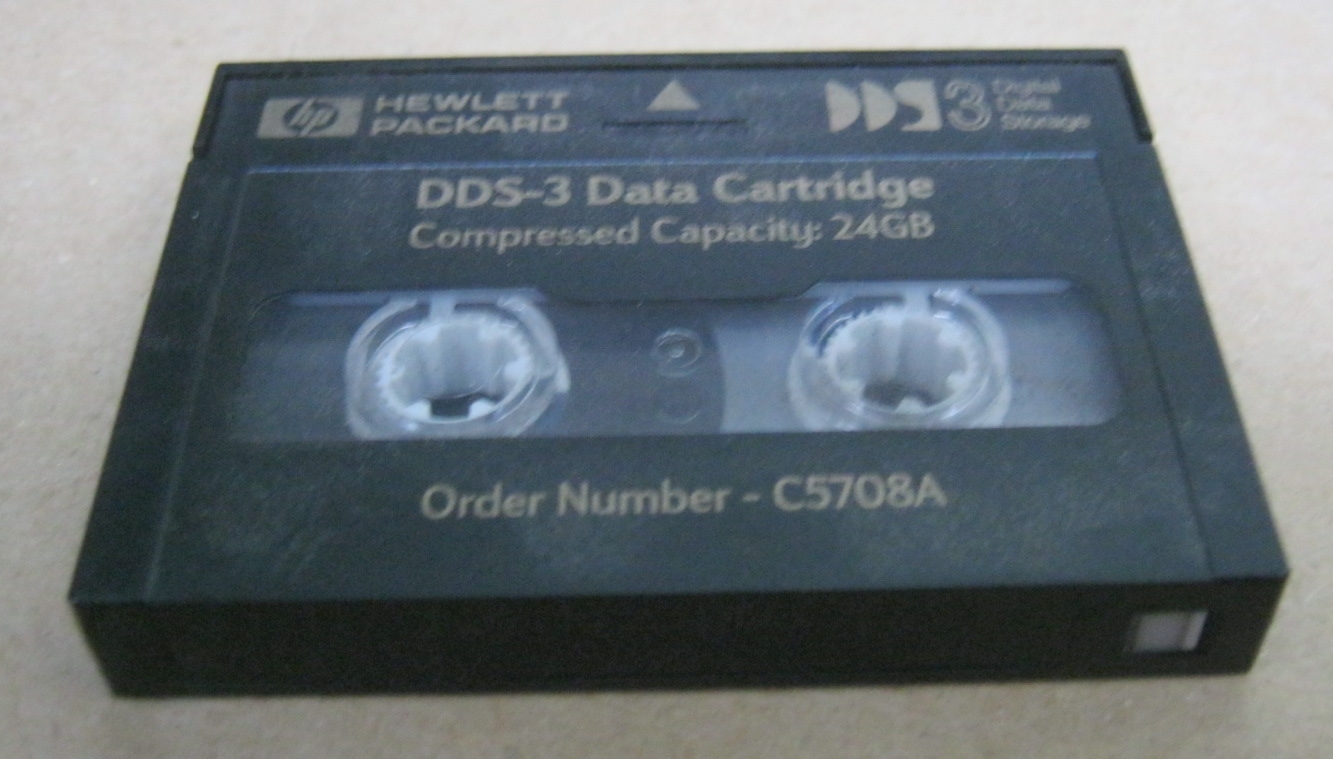 hp HEWLETT
PACKARD
DDS 3 Digital
Data
Storage
DDS-3 Data Cartridge
Compressed Capacity: 24GB
Order Number - C5708A